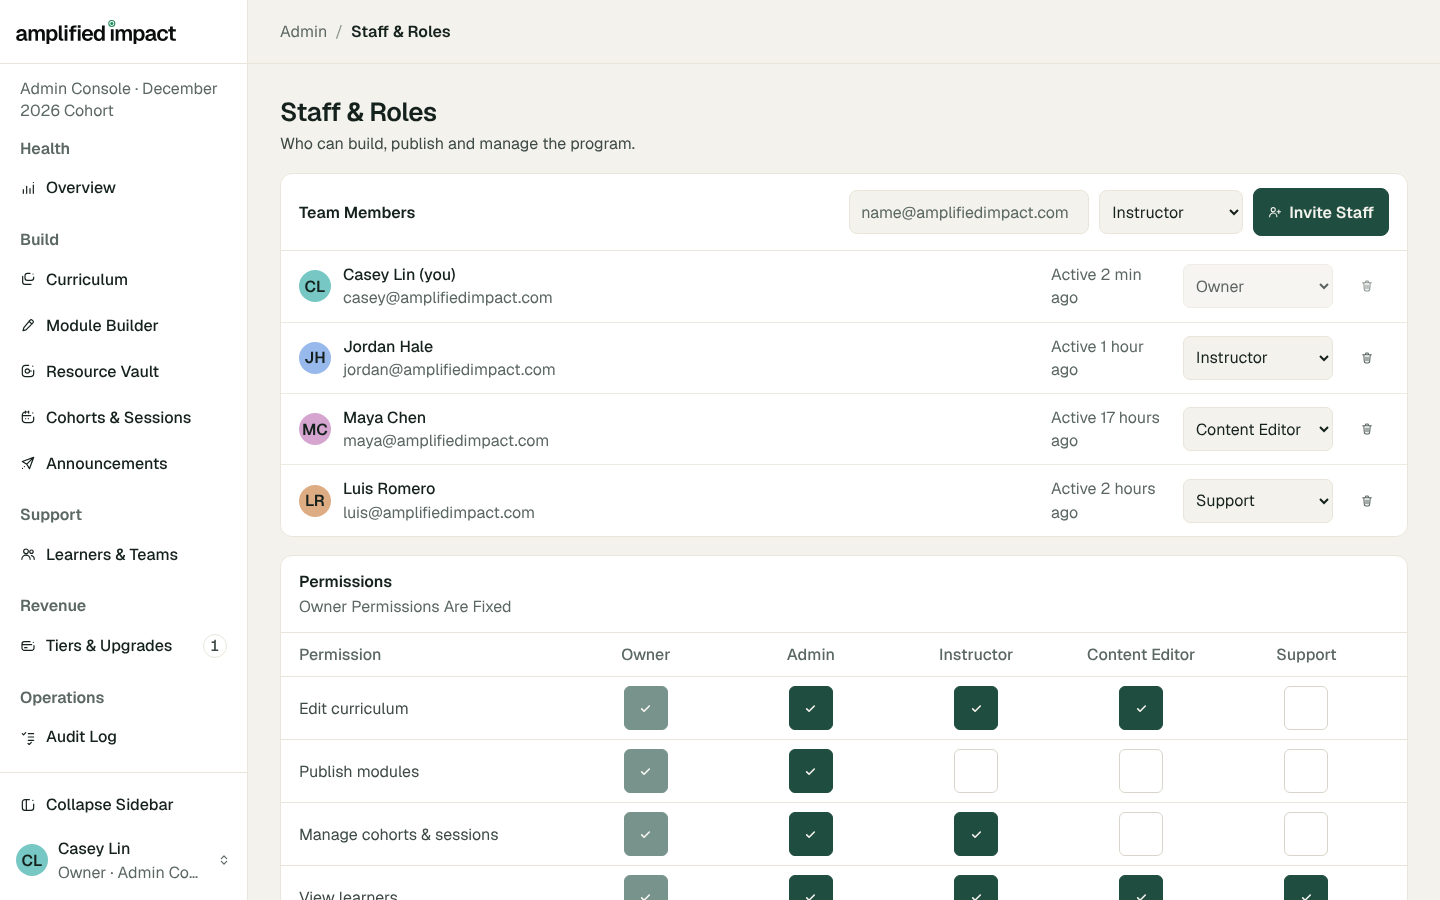 amplified impact
Admin / Staff & Roles
Admin Console · December
2026 Cohort
Health
Overview
Build
Curriculum
Module Builder
Resource Vault
Cohorts & Sessions
Announcements
Support
Learners & Teams
Revenue
Tiers & Upgrades 1
Operations
Audit Log
Collapse Sidebar
CL
Casey Lin
Owner · Admin Co...
Staff & Roles
Who can build, publish and manage the program.
Team Members
name@amplifiedimpact.com
Instructor
Invite Staff
CL
Casey Lin (you)
casey@amplifiedimpact.com
Active 2 min
ago
Owner
JH
Jordan Hale
jordan@amplifiedimpact.com
Active 1 hour
ago
Instructor
MC
Maya Chen
maya@amplifiedimpact.com
Active 17 hours
ago
Content Editor
LR
Luis Romero
luis@amplifiedimpact.com
Active 2 hours
ago
Support
Permissions
Owner Permissions Are Fixed
Permission Owner Admin Instructor Content Editor Support
Edit curriculum
Publish modules
Manage cohorts & sessions
View learners